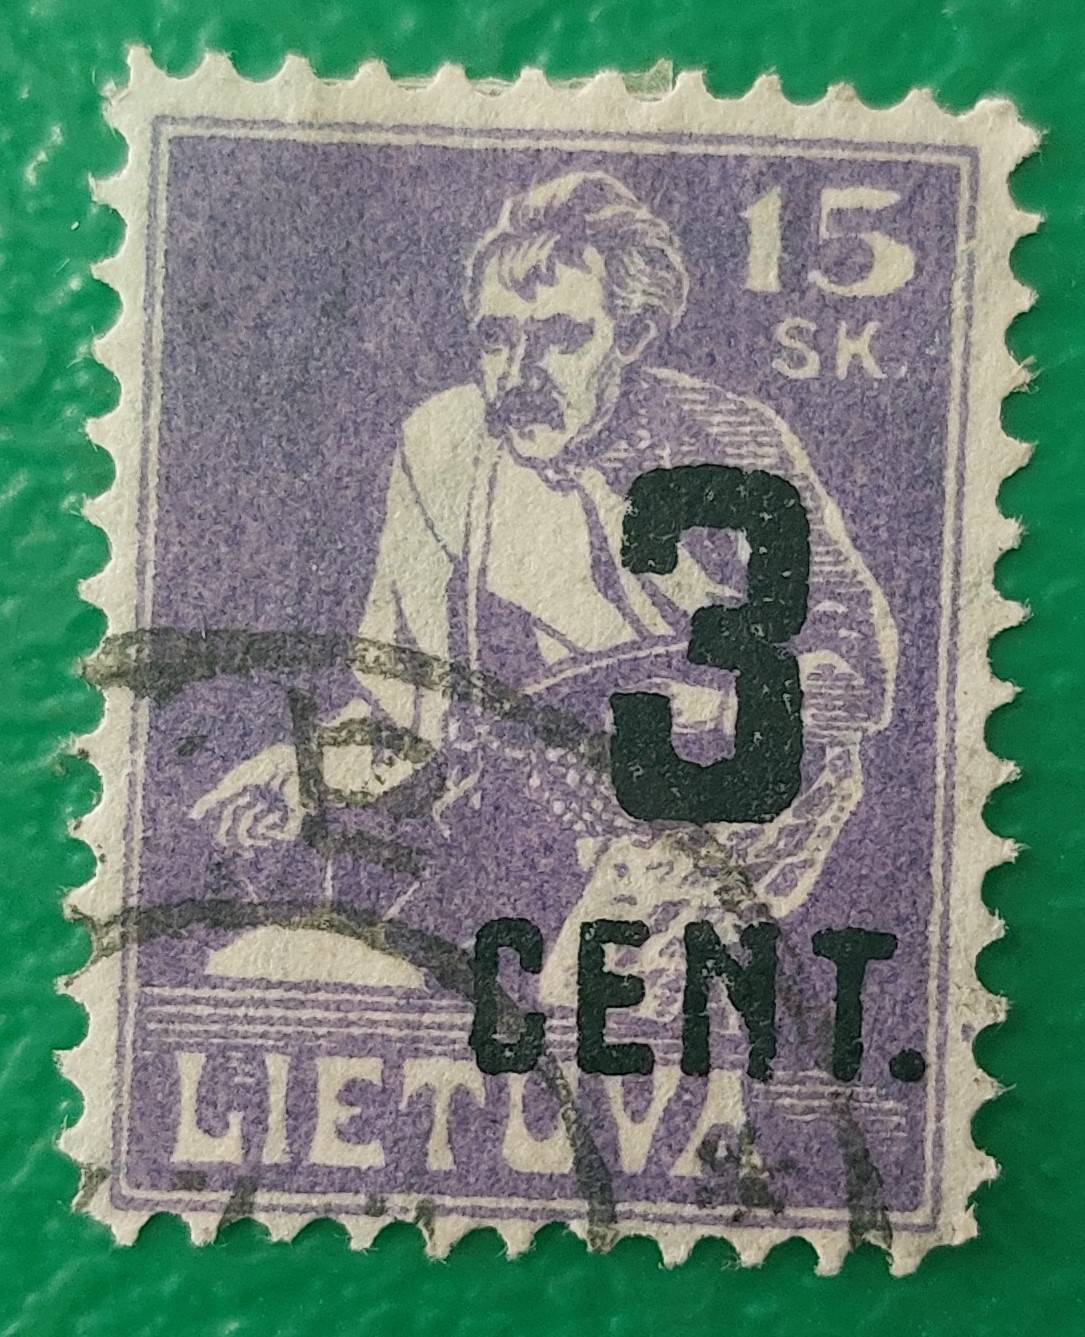 15
SK.
3
CENT.
LIETUVA